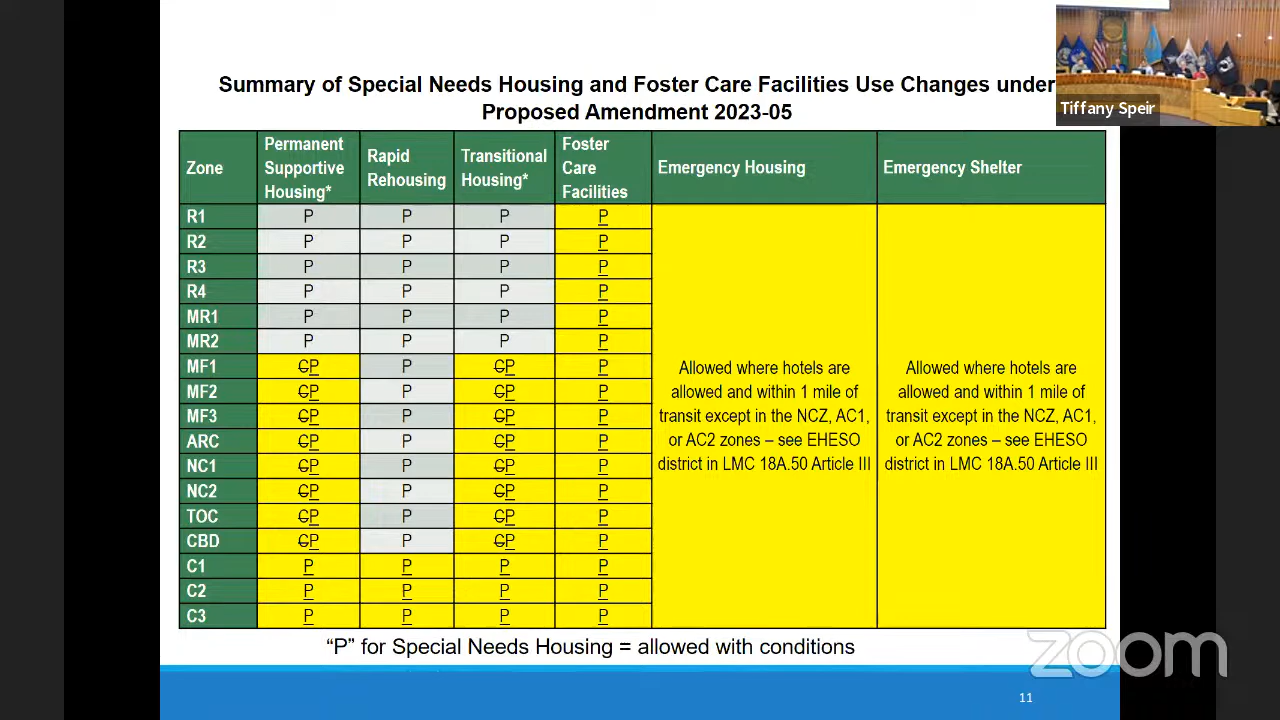 Summary of Special Needs Housing and Foster Care Facilities Use Changes under
Proposed Amendment 2023-05
Tiffany Speir
Zone Permanent Supportive Housing* Rapid Rehousing Transitional Housing* Foster Care Facilities Emergency Housing Emergency Shelter
R1 P P P P
R2 P P P P
R3 P P P P
R4 P P P P
MR1 P P P P
MR2 P P P P
MF1 CP P CP P
MF2 CP P CP P
MF3 CP P CP P
ARC CP P CP P
NC1 CP P CP P
NC2 CP P CP P
TOC CP P CP P
CBD CP P CP P
C1 P P P P
C2 P P P P
C3 P P P P
Allowed where hotels are
allowed and within 1 mile of
transit except in the NCZ, AC1,
or AC2 zones – see EHESO
district in LMC 18A.50 Article III
Allowed where hotels are
allowed and within 1 mile of
transit except in the NCZ, AC1,
or AC2 zones – see EHESO
district in LMC 18A.50 Article III
“P” for Special Needs Housing = allowed with conditions
zoom
11